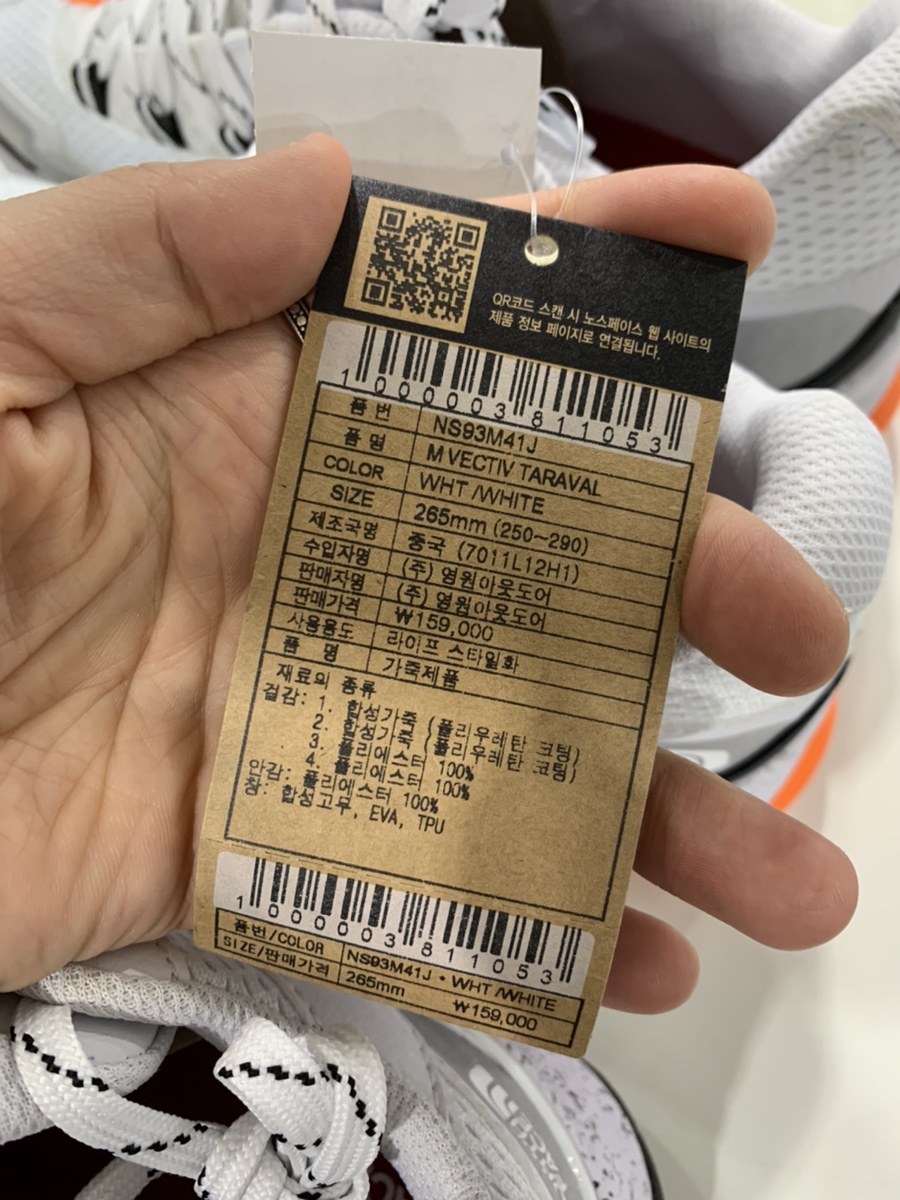 QR코드 스캔 시 노스페이스 웹 사이트의
제품 정보 페이지로 연결됩니다.
1000003811053
품 번 NS93M41J
품 명 M VECTIV TARAVAL
COLOR WHT /WHITE
SIZE 265mm (250~290)
제조국명 중국 (7011L12H1)
수입자명 (주) 영원아웃도어
판매자명 (주) 영원아웃도어
판매가격 ₩159,000
사용용도 라이프 스타일화
품 명 가죽제품
재료의 종류
겉감: 1. 합성가죽 (폴리우레탄 코팅)
2. 합성가죽 (폴리우레탄 코팅)
3. 폴리에스터 100%
4. 폴리에스터 100%
안감: 폴리에스터 100%
창: 합성고무, EVA, TPU
1000003811053
품번/COLOR NS93M41J • WHT /WHITE
SIZE/판매가격 265mm ₩159,000